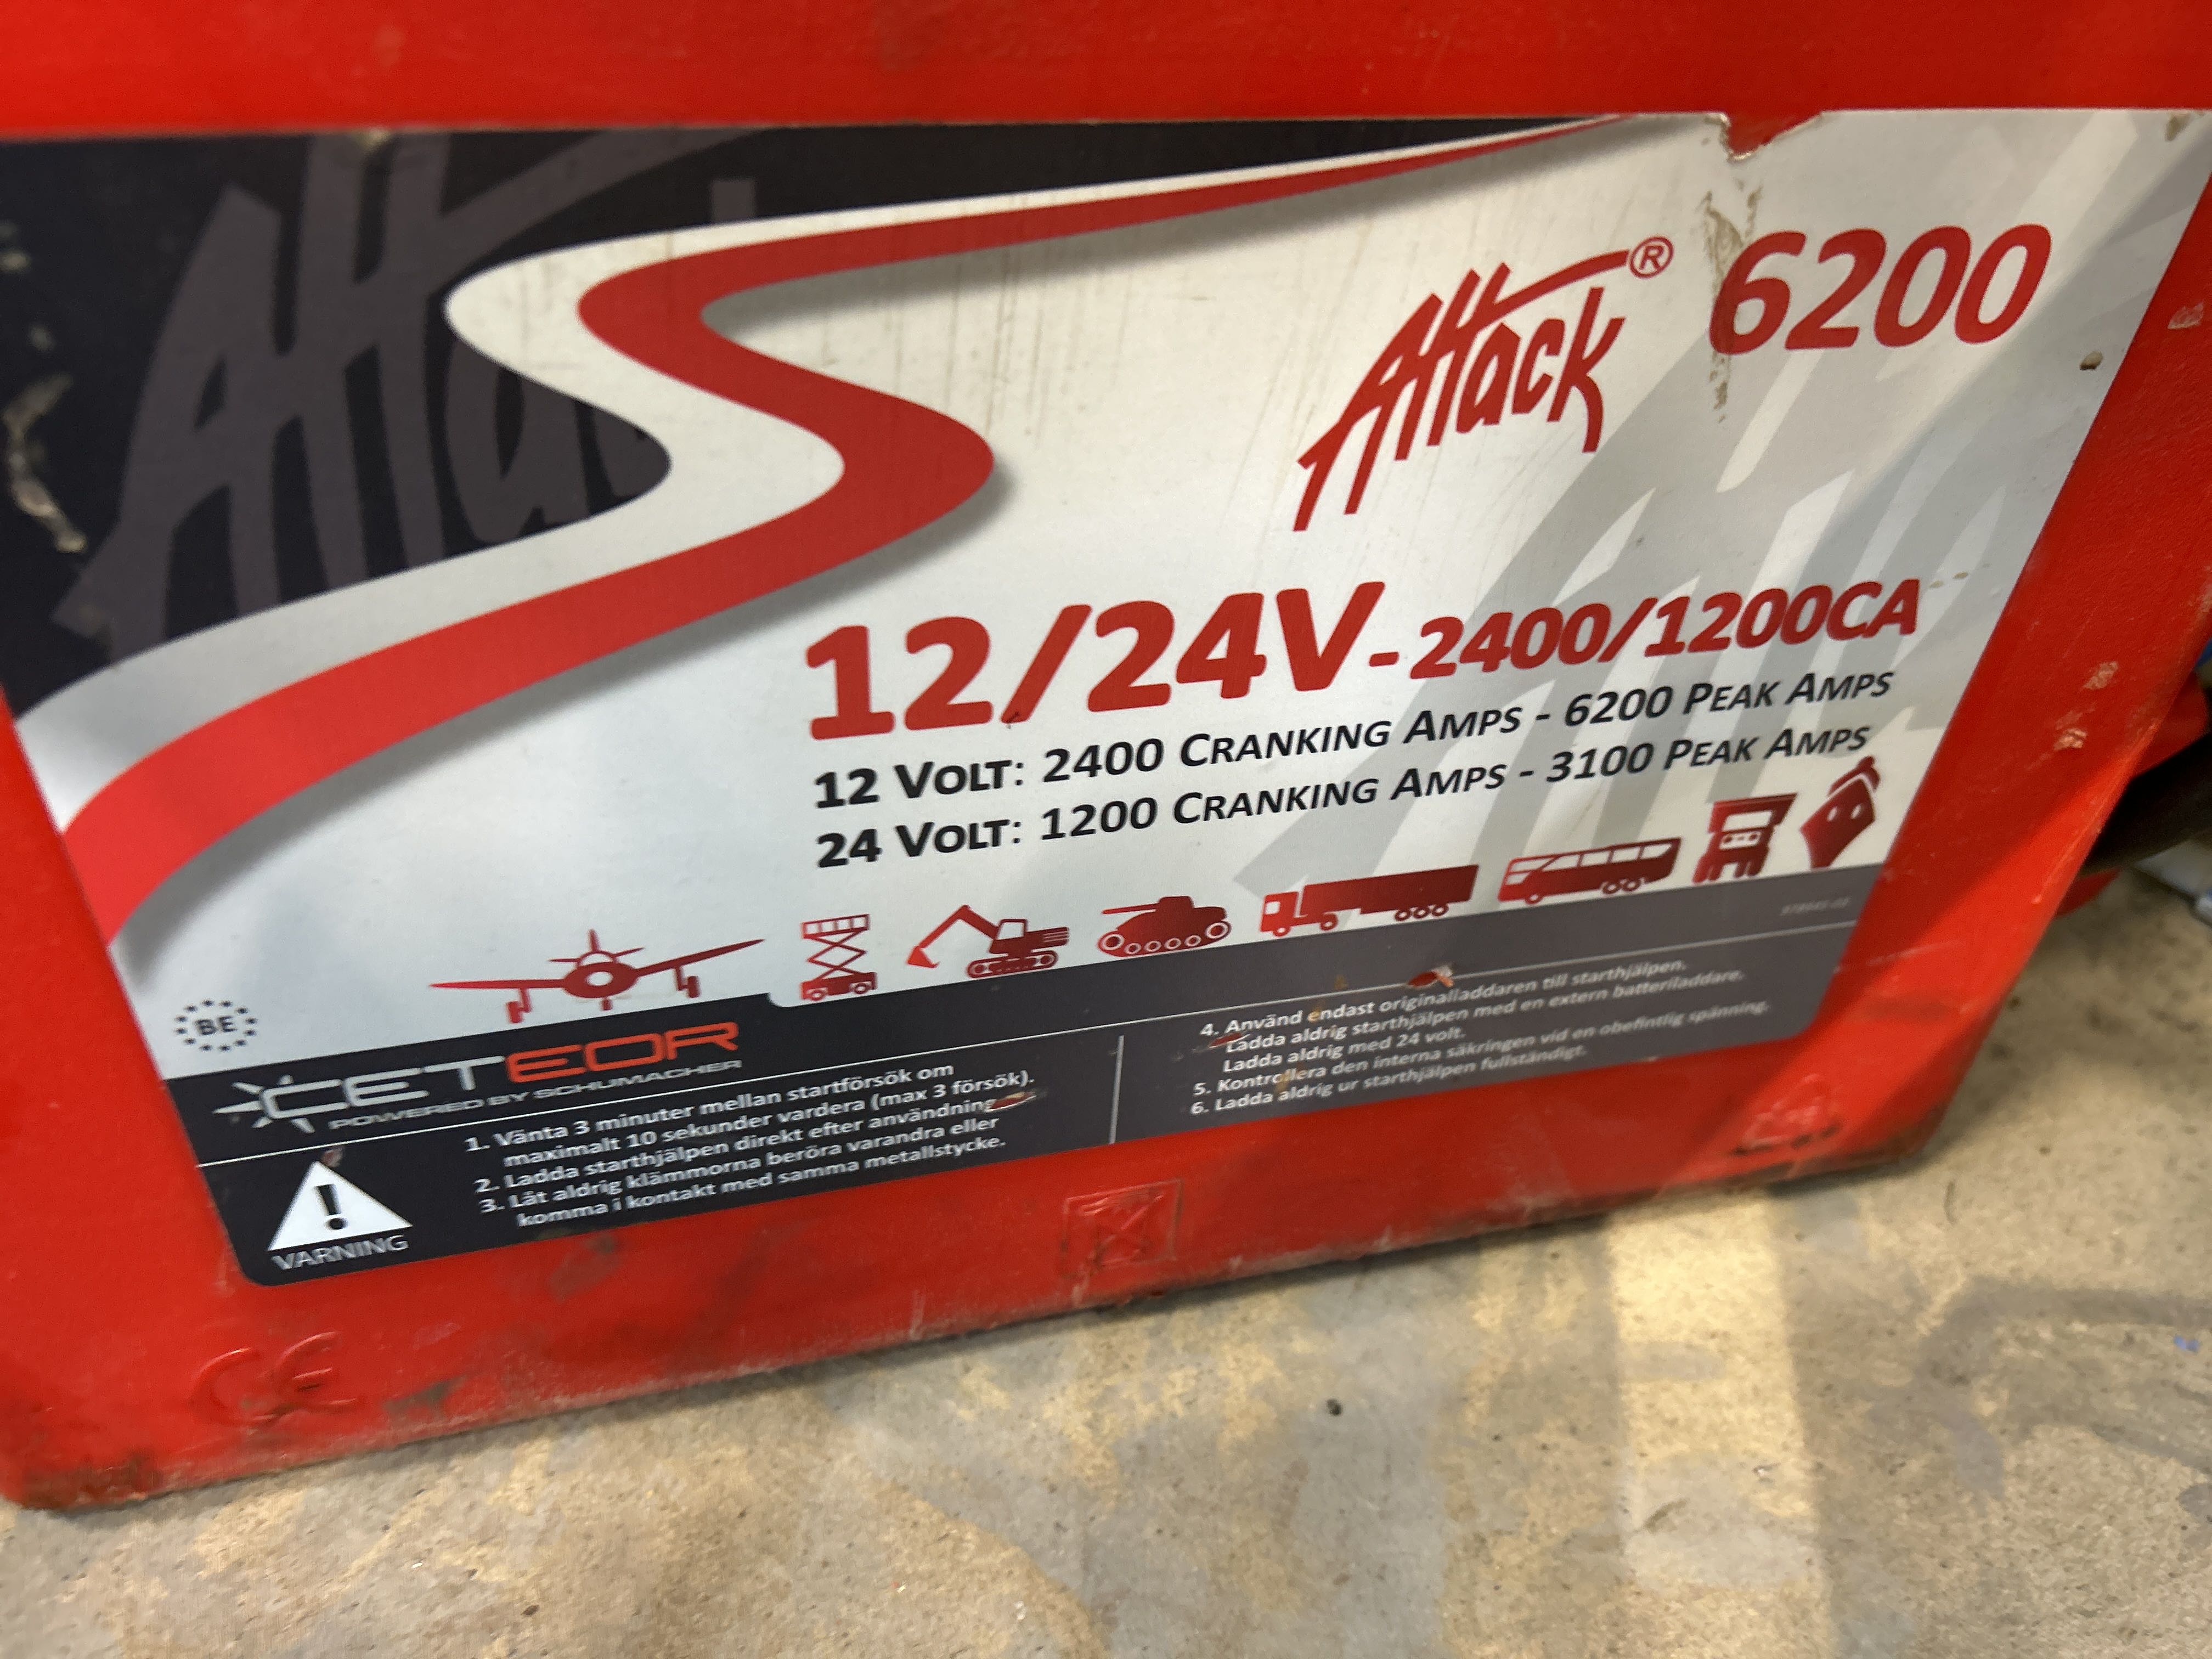 Attack
Attack® 6200
12/24V-2400/1200CA
12 VOLT: 2400 CRANKING AMPS - 6200 PEAK AMPS
24 VOLT: 1200 CRANKING AMPS - 3100 PEAK AMPS
BE
CETEOR
POWERED BY SCHUMACHER
VARNING
1. Vänta 3 minuter mellan startförsök om
maximalt 10 sekunder vardera (max 3 försök).
2. Ladda starthjälpen direkt efter användning
3. Låt aldrig klämmorna beröra varandra eller
komma i kontakt med samma metallstycke.
4. Använd endast originalladdaren till starthjälpen.
Ladda aldrig starthjälpen med en extern batteriladdare.
Ladda aldrig med 24 volt.
5. Kontrollera den interna säkringen vid en obefintlig spänning.
6. Ladda aldrig ur starthjälpen fullständigt.
CE